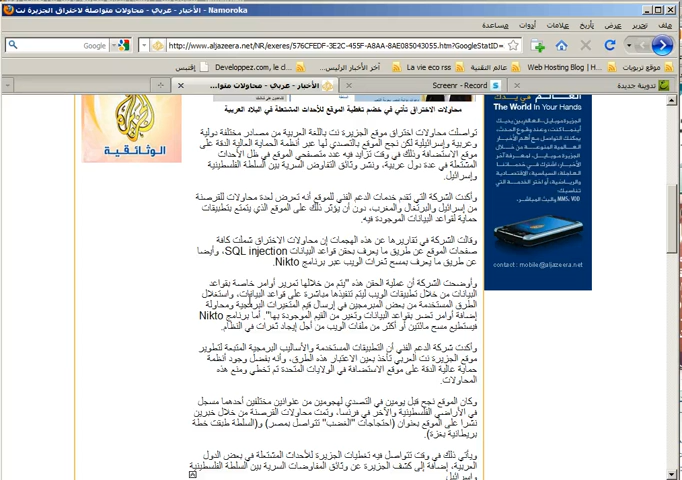 الأخبار - عربي - محاولات متواصلة لاختراق الجزيرة نت - Namoroka
ملف تحرير عرض تأريخ علامات أدوات مساعدة
http://www.aljazeera.net/NR/exeres/576CFEDF-3E2C-455F-A8AA-8AE085043055.htm?GoogleStatID=
Google
موقع تربويات
Web Hosting Blog | H...
عالم التقنية
La vie eco rss
آخر الأخبار الرئيس...
Developpez.com, le c...
إقتبس
تدوينة جديدة
Screenr - Record
الأخبار - عربي - محاولات متوا...
العالم في يدك
The World In Your Hands
MMS, VOD
contact : mobile@aljazeera.net
الوثائقية
محاولات الاختراق تأتي في خضم تغطية الموقع للأحداث المشتعلة في البلاد العربية
تواصلت محاولات اختراق موقع الجزيرة نت باللغة العربية من مصادر مختلفة دولية
وعربية وإسرائيلية لكن نجح الموقع بالتصدي لها عبر أنظمة الحماية العالية الدقة على
موقع الاستضافة وذلك في وقت تزايد فيه عدد متصفحي الموقع في ظل الأحداث
المشتعلة في عدة دول عربية، ونشر وثائق التفاوض السرية بين السلطة الفلسطينية
وإسرائيل.
وأكدت الشركة التي تقدم خدمات الدعم الفني للموقع أنه تعرض لعدة محاولات للقرصنة
من إسرائيل والبرتغال والمغرب، دون أن يؤثر ذلك على الموقع الذي يتمتع بتطبيقات
حماية لقواعد البيانات الموجودة فيه.
وقالت الشركة في تقاريرها عن هذه الهجمات إن محاولات الاختراق شملت كافة
صفحات الموقع عن طريق ما يعرف بحقن قواعد البيانات SQL injection، وأيضا
عن طريق ما يعرف بمسح ثغرات الويب عبر برنامج Nikto.
وأوضحت الشركة أن عملية الحقن هذه "يتم من خلالها تمرير أوامر خاصة بقواعد
البيانات من خلال تطبيقات الويب ليتم تنفيذها مباشرة على قواعد البيانات، واستغلال
الطرق المستخدمة من بعض المبرمجين في إرسال قيم المتغيرات البرمجية ومحاولة
إضافة أوامر تضر بقواعد البيانات وتغير من القيم الموجودة بها". أما برنامج Nikto
فيستطيع مسح مائتين أو أكثر من ملفات الويب من أجل إيجاد ثغرات في النظام.
وأكدت شركة الدعم الفني أن التطبيقات المستخدمة والأساليب البرمجية المتبعة لتطوير
موقع الجزيرة نت العربي تأخذ بعين الاعتبار هذه الطرق، وأنه بفضل وجود أنظمة
حماية عالية الدقة على موقع الاستضافة في الولايات المتحدة تم تخطي ومنع هذه
المحاولات.
وكان الموقع نجح قبل يومين في التصدي لهجومين من عنوانين مختلفين أحدهما مسجل
في الأراضي الفلسطينية والآخر في فرنسا، وتمت محاولات القرصنة من خلال خبرين
نشرا على الموقع بعنوان (احتجاجات "الغضب" تتواصل بمصر) و(السلطة طبقت خطة
بريطانية بغزة).
ويأتي ذلك في وقت تتواصل فيه تغطيات الجزيرة للأحداث المشتعلة في بعض الدول
العربية، إضافة إلى كشف الجزيرة عن وثائق المفاوضات السرية بين السلطة الفلسطينية
وإسرائيل